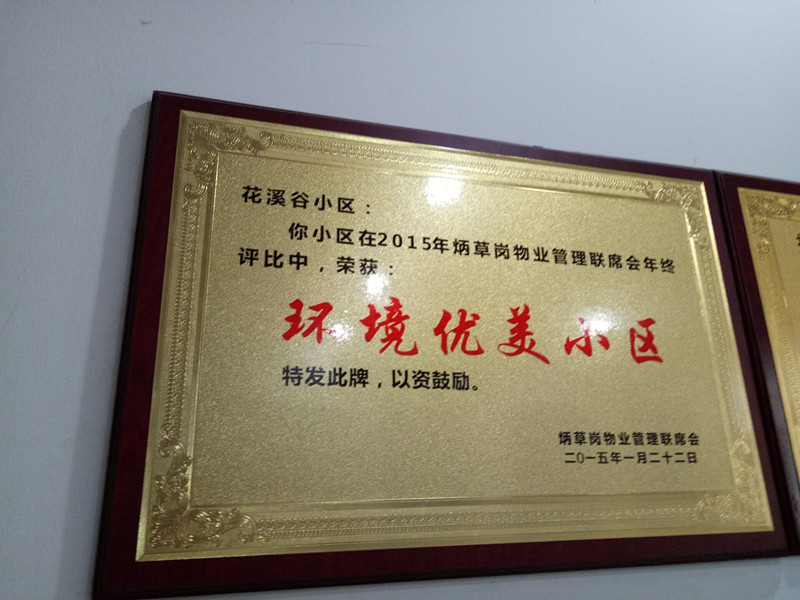 花溪谷小区：
你小区在2015年炳草岗物业管理联席会年终
评比中，荣获：
环境优美小区
特发此牌，以资鼓励。
炳草岗物业管理联席会
二〇一五年一月二十二日